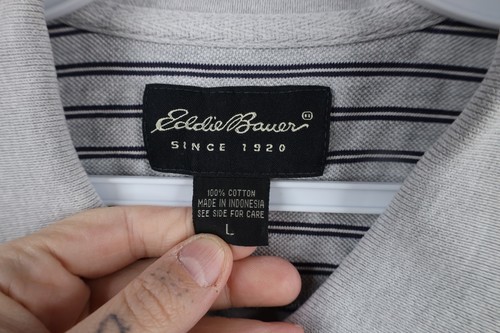 Eddie Bauer
SINCE 1920
100% COTTON
MADE IN INDONESIA
SEE SIDE FOR CARE
L